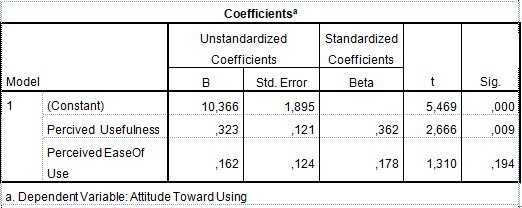 Coefficientsa
Model Unstandardized Coefficients Standardized Coefficients t Sig.
B Std. Error Beta
1 (Constant) 10,366 1,895 5,469 ,000
Percived Usefulness ,323 ,121 ,362 2,666 ,009
Perceived EaseOf Use ,162 ,124 ,178 1,310 ,194
a. Dependent Variable: Attitude Toward Using